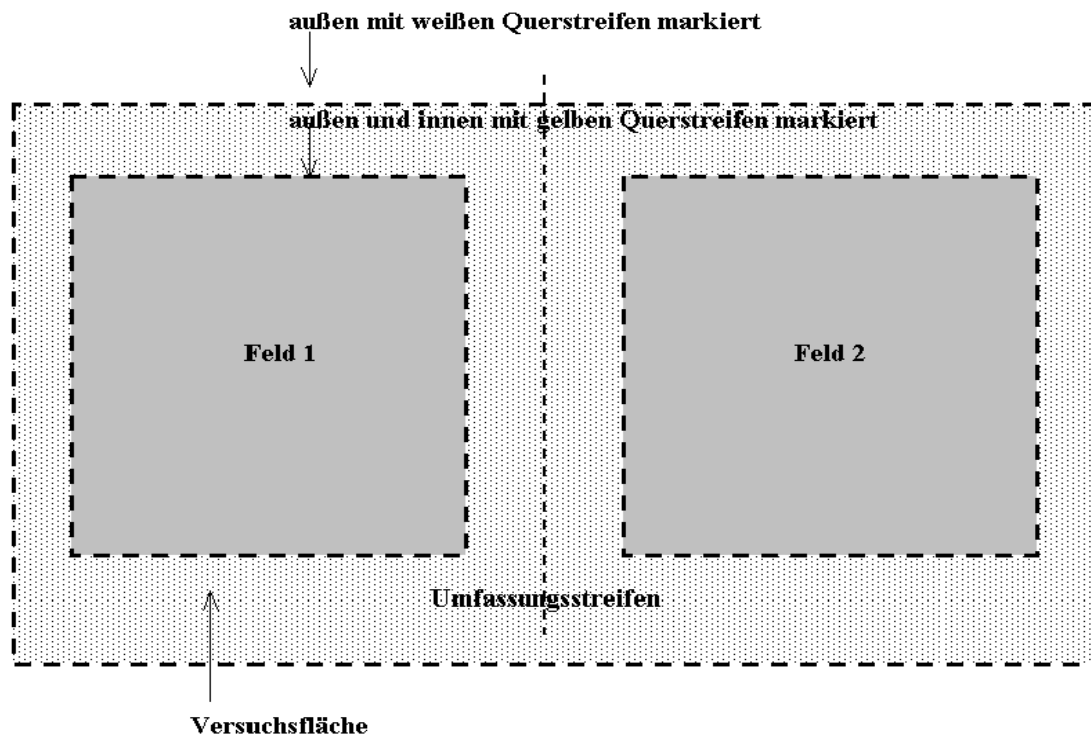 außen mit weißen Querstreifen markiert
außen und innen mit gelben Querstreifen markiert
Feld 1
Feld 2
Umfassungsstreifen
Versuchsfläche